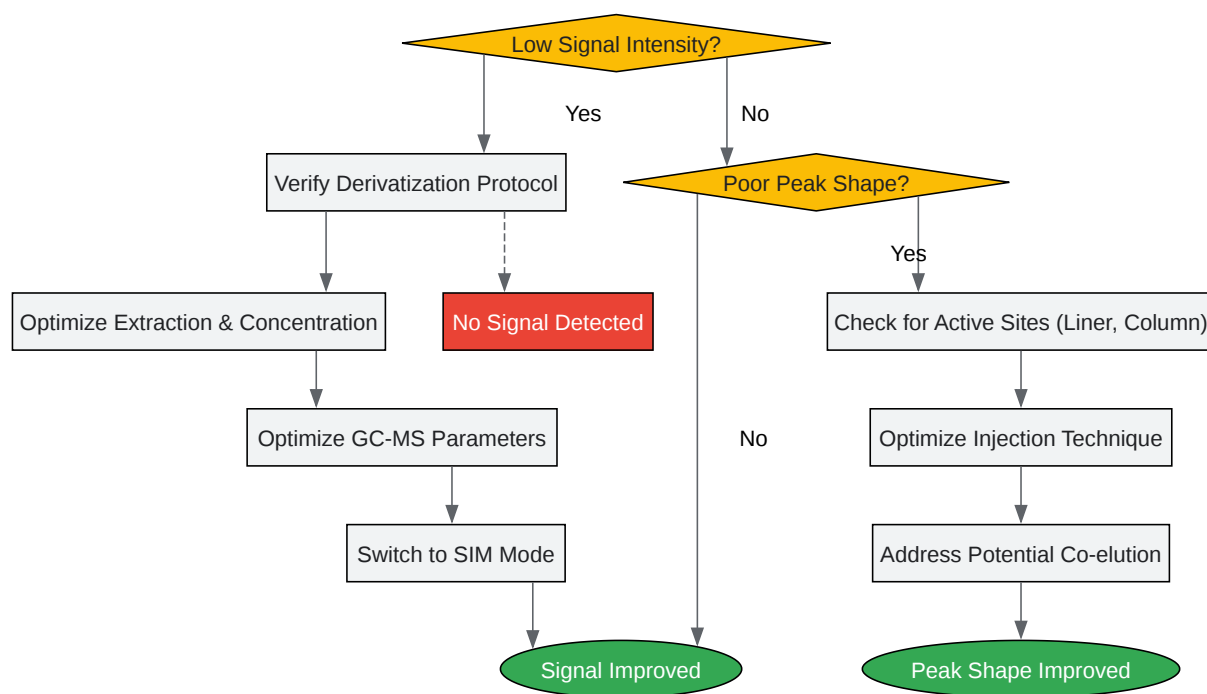 Low Signal Intensity?
Yes
No
Verify Derivatization Protocol
Poor Peak Shape?
Yes
Optimize Extraction & Concentration
No Signal Detected
Check for Active Sites (Liner, Column)
Optimize GC-MS Parameters
No
Optimize Injection Technique
Switch to SIM Mode
Address Potential Co-elution
Signal Improved
Peak Shape Improved